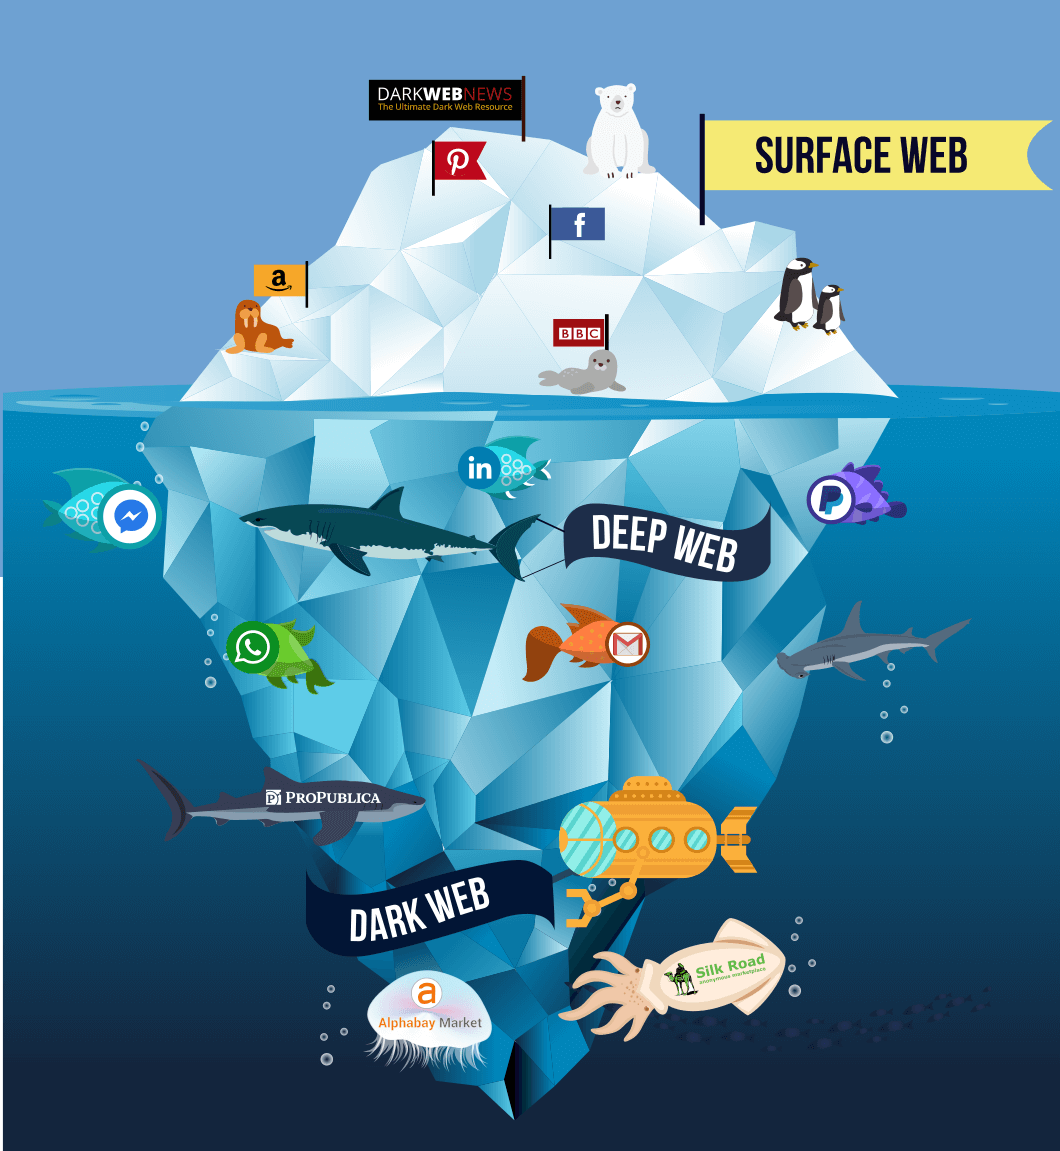 DARKWEBNEWS
The Ultimate Dark Web Resource
SURFACE WEB
f
a
BBC
in
DEEP WEB
M
PJ PROPUBLICA
DARK WEB
Silk Road
anonymous marketplace
a
Alphabay Market